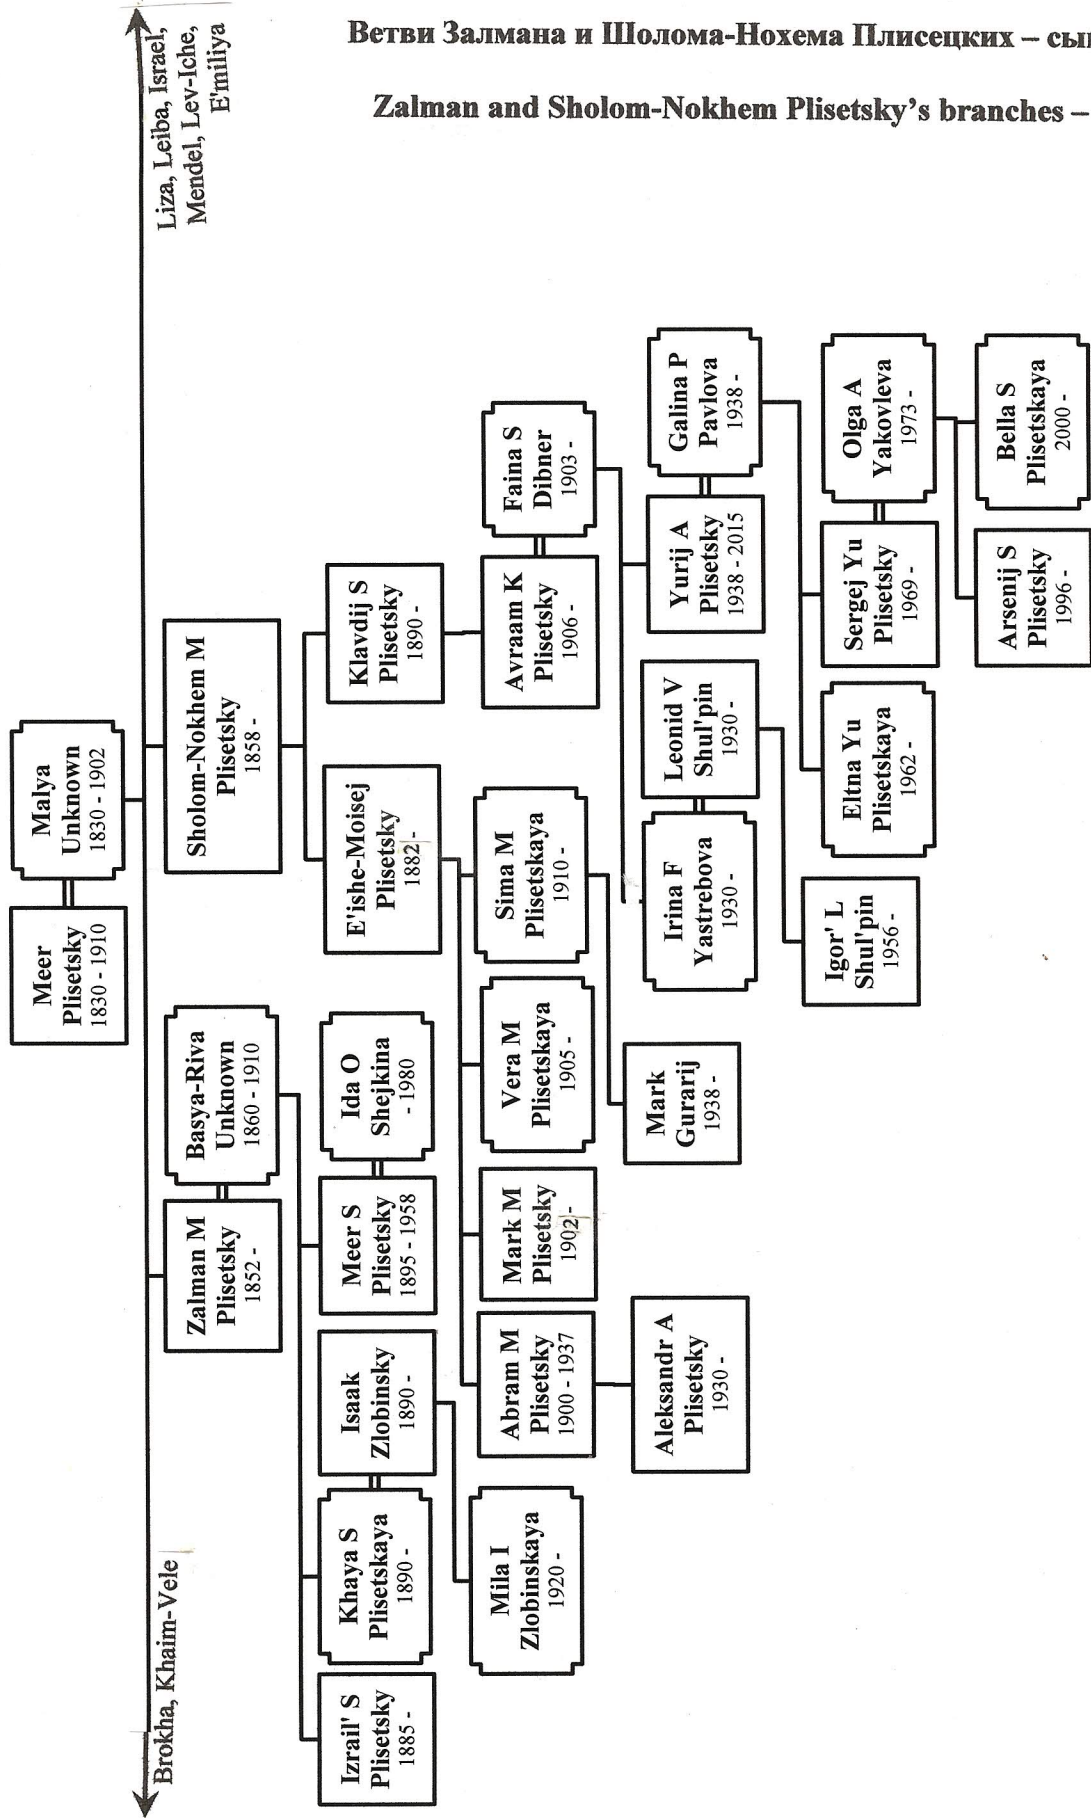 Ветви Залмана и Шолома-Нохема Плисецких – сы
Zalman and Sholom-Nokhem Plisetsky's branches –
Brokha, Khaim-Vele
Liza, Leiba, Israel,
Mendel, Lev-Iche,
E'miliya
Meer
Plisetsky
1830 - 1910
Malya
Unknown
1830 - 1902
Zalman M
Plisetsky
1852 -
Basya-Riva
Unknown
1860 - 1910
Sholom-Nokhem M
Plisetsky
1858 -
Izrail' S
Plisetsky
1885 -
Khaya S
Plisetskaya
1890 -
Isaak
Zlobinsky
1890 -
Meer S
Plisetsky
1895 - 1958
Ida O
Shejkina
- 1980
E'ishe-Moisej
Plisetsky
1882 -
Klavdij S
Plisetsky
1890 -
Mila I
Zlobinskaya
1920 -
Abram M
Plisetsky
1900 - 1937
Mark M
Plisetsky
1902 -
Vera M
Plisetskaya
1905 -
Sima M
Plisetskaya
1910 -
Avraam K
Plisetsky
1906 -
Faina S
Dibner
1903 -
Aleksandr A
Plisetsky
1930 -
Mark
Gurarij
1938 -
Irina F
Yastrebova
1930 -
Leonid V
Shul'pin
1930 -
Yurij A
Plisetsky
1938 - 2015
Galina P
Pavlova
1938 -
Igor' L
Shul'pin
1956 -
Eltna Yu
Plisetskaya
1962 -
Sergej Yu
Plisetsky
1969 -
Olga A
Yakovleva
1973 -
Arsenij S
Plisetsky
1996 -
Bella S
Plisetskaya
2000 -